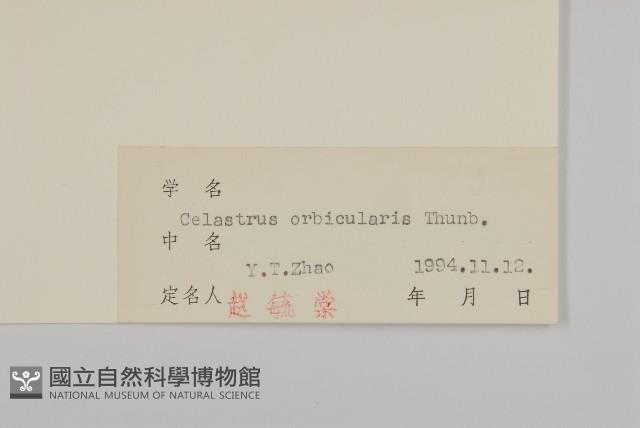 学 名
Celastrus orbicularis Thunb.
中 名
Y.T.Zhao 1994.11.12.
定名人 赵毓棠 年 月 日
國立自然科學博物館
NATIONAL MUSEUM OF NATURAL SCIENCE